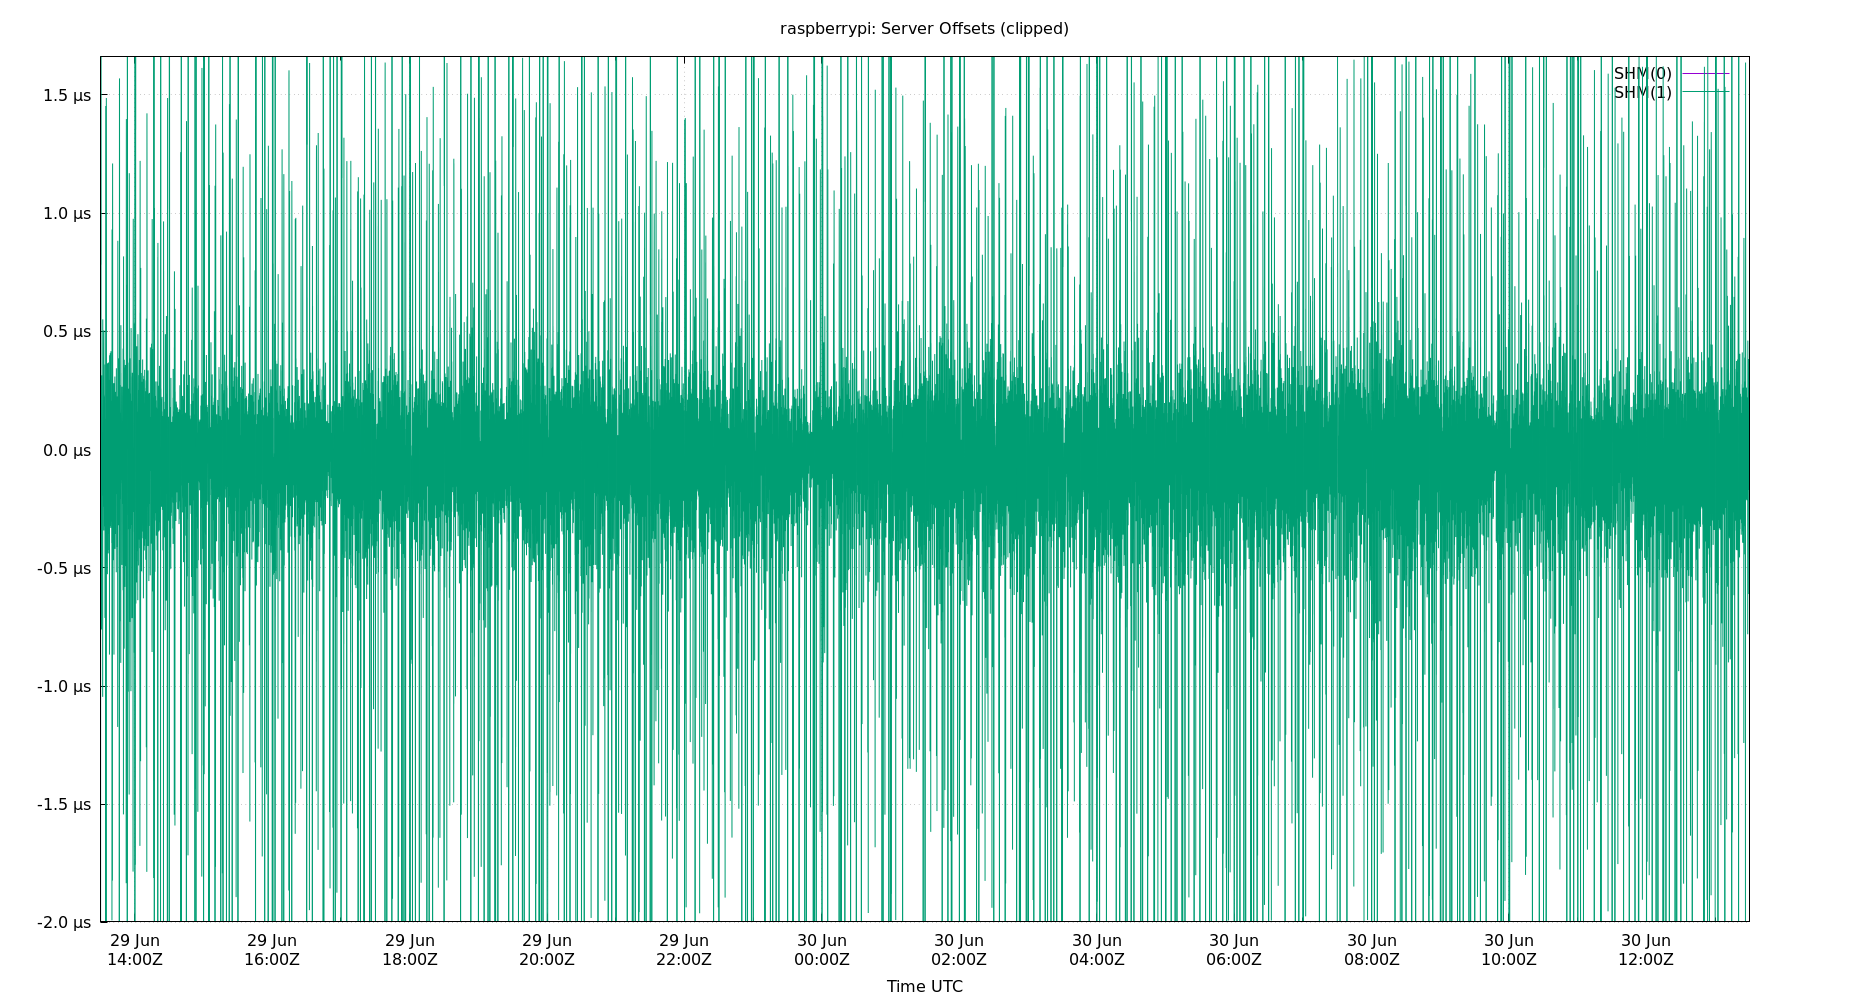 raspberrypi: Server Offsets (clipped)
SHM(0)
SHM(1)
1.5 µs
1.0 µs
0.5 µs
0.0 µs
-0.5 µs
-1.0 µs
-1.5 µs
-2.0 µs
29 Jun 29 Jun 29 Jun 29 Jun 29 Jun 30 Jun 30 Jun 30 Jun 30 Jun 30 Jun 30 Jun 30 Jun
14:00Z 16:00Z 18:00Z 20:00Z 22:00Z 00:00Z 02:00Z 04:00Z 06:00Z 08:00Z 10:00Z 12:00Z
Time UTC